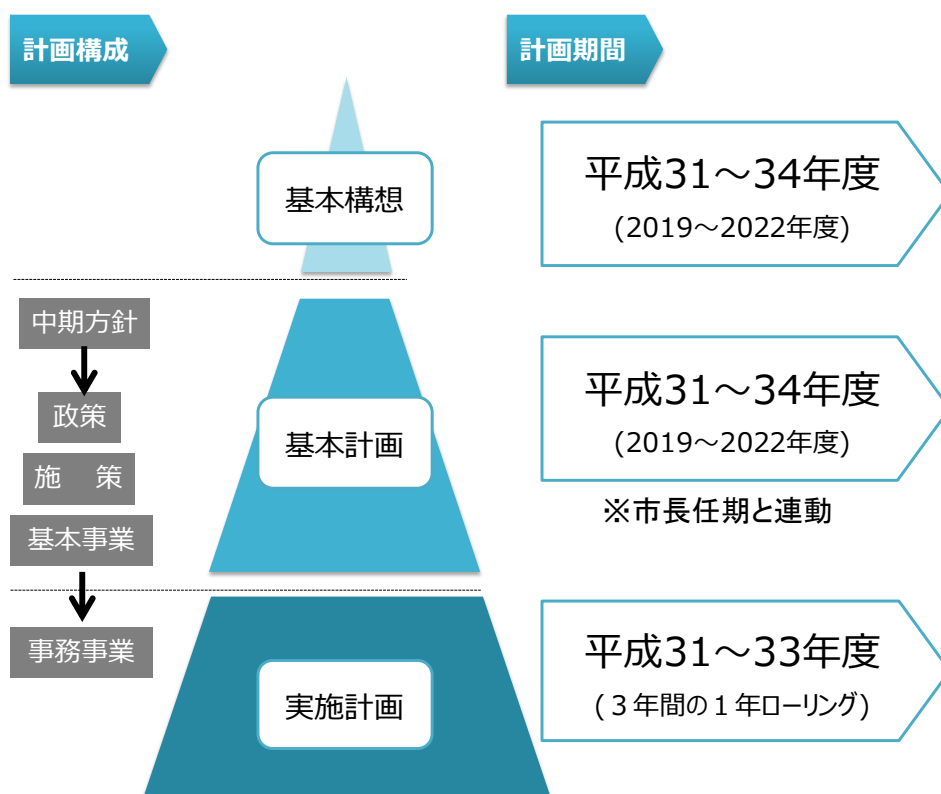 計画構成
計画期間
基本構想
平成31～34年度
(2019～2022年度)
中期方針
政策
施　策
基本事業
基本計画
平成31～34年度
(2019～2022年度)
※市長任期と連動
事務事業
実施計画
平成31～33年度
(３年間の１年ローリング)